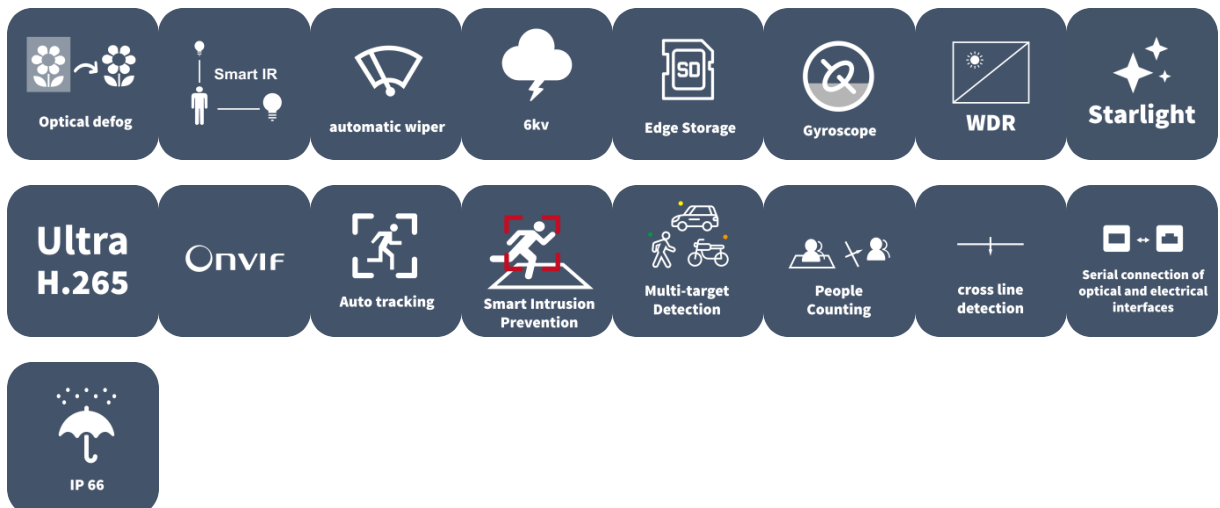 Optical defog
Smart IR
automatic wiper
6kv
SD
Edge Storage
Gyroscope
WDR
Starlight
Ultra
H.265
ONVIF
Auto tracking
Smart Intrusion
Prevention
Multi-target
Detection
People
Counting
cross line
detection
Serial connection of
optical and electrical
interfaces
IP 66